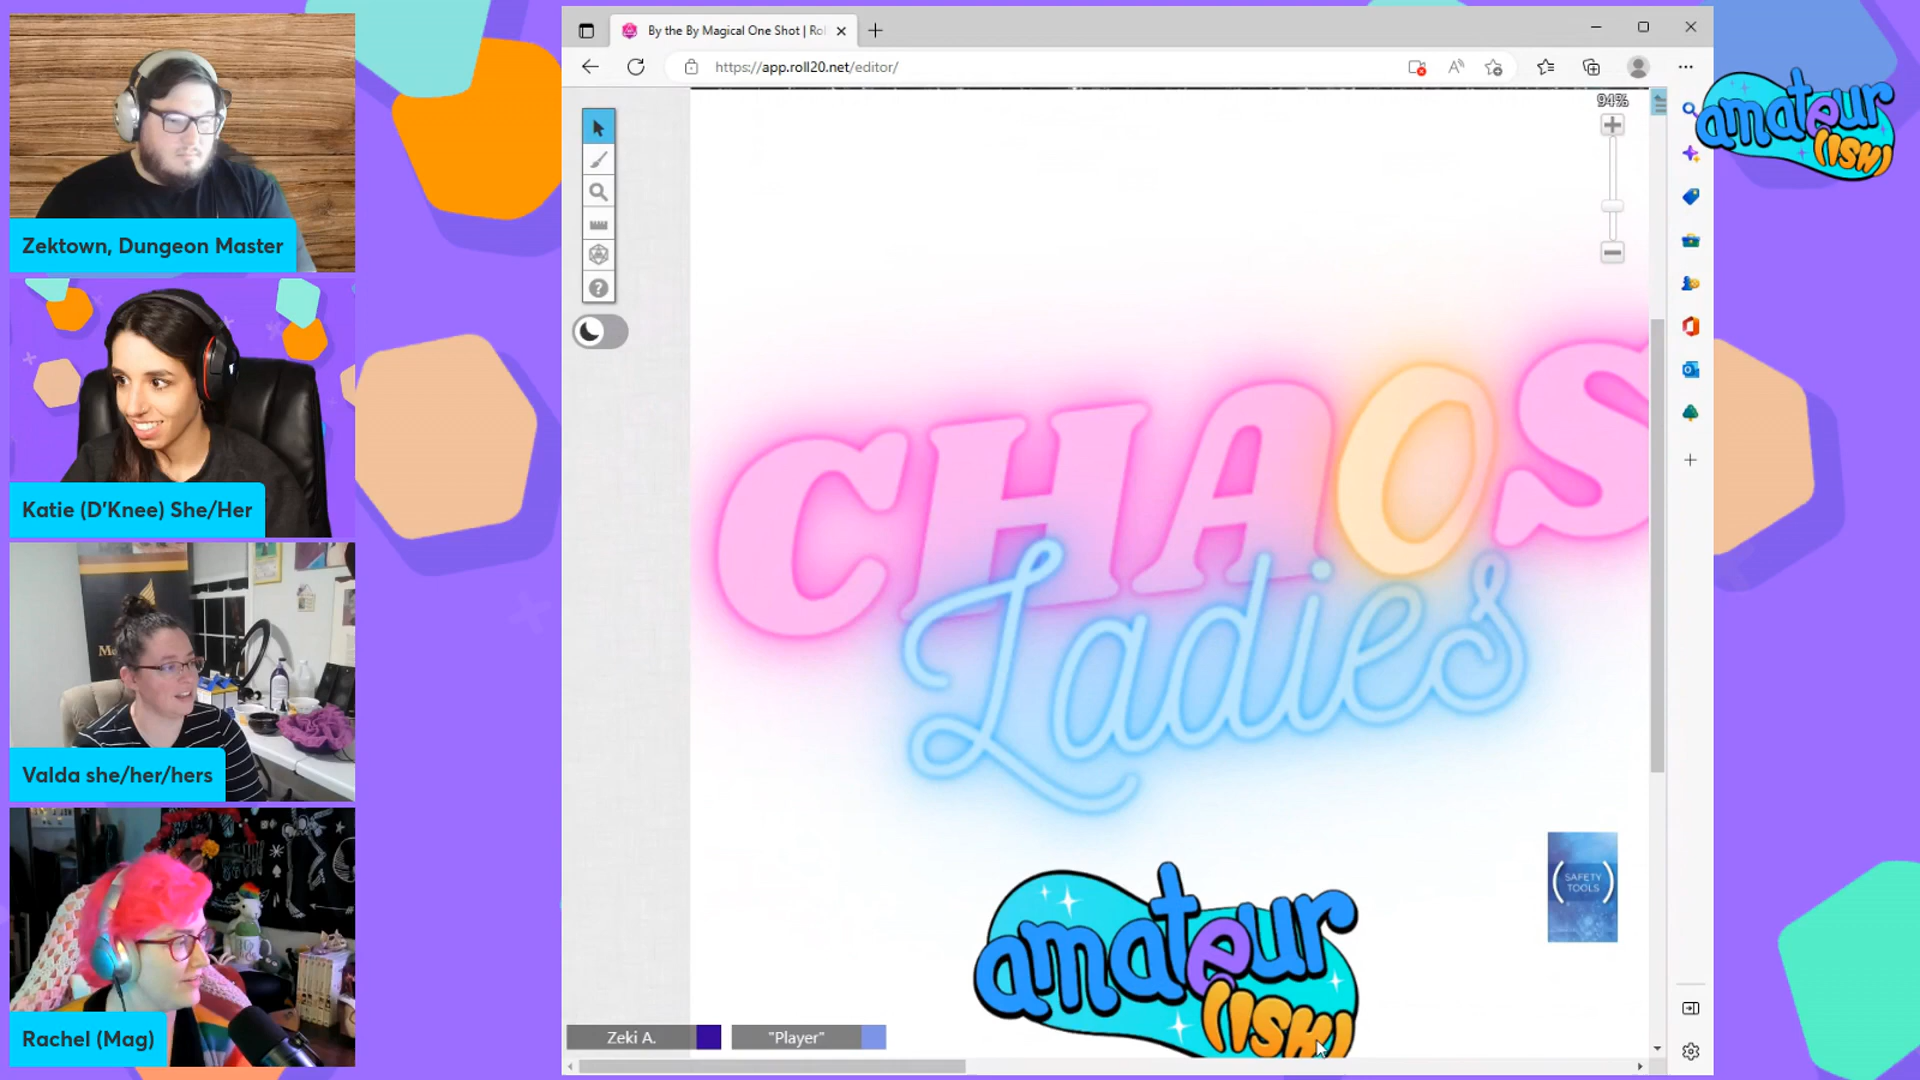 Zektown, Dungeon Master
Katie (D'Knee) She/Her
Valda she/her/hers
Rachel (Mag)
By the By Magical One Shot | Rol
https://app.roll20.net/editor/
94%
CHAOS
Ladies
SAFETY
TOOLS
amateur
(ISH)
Zeki A.
"Player"
amateur
(ISH)